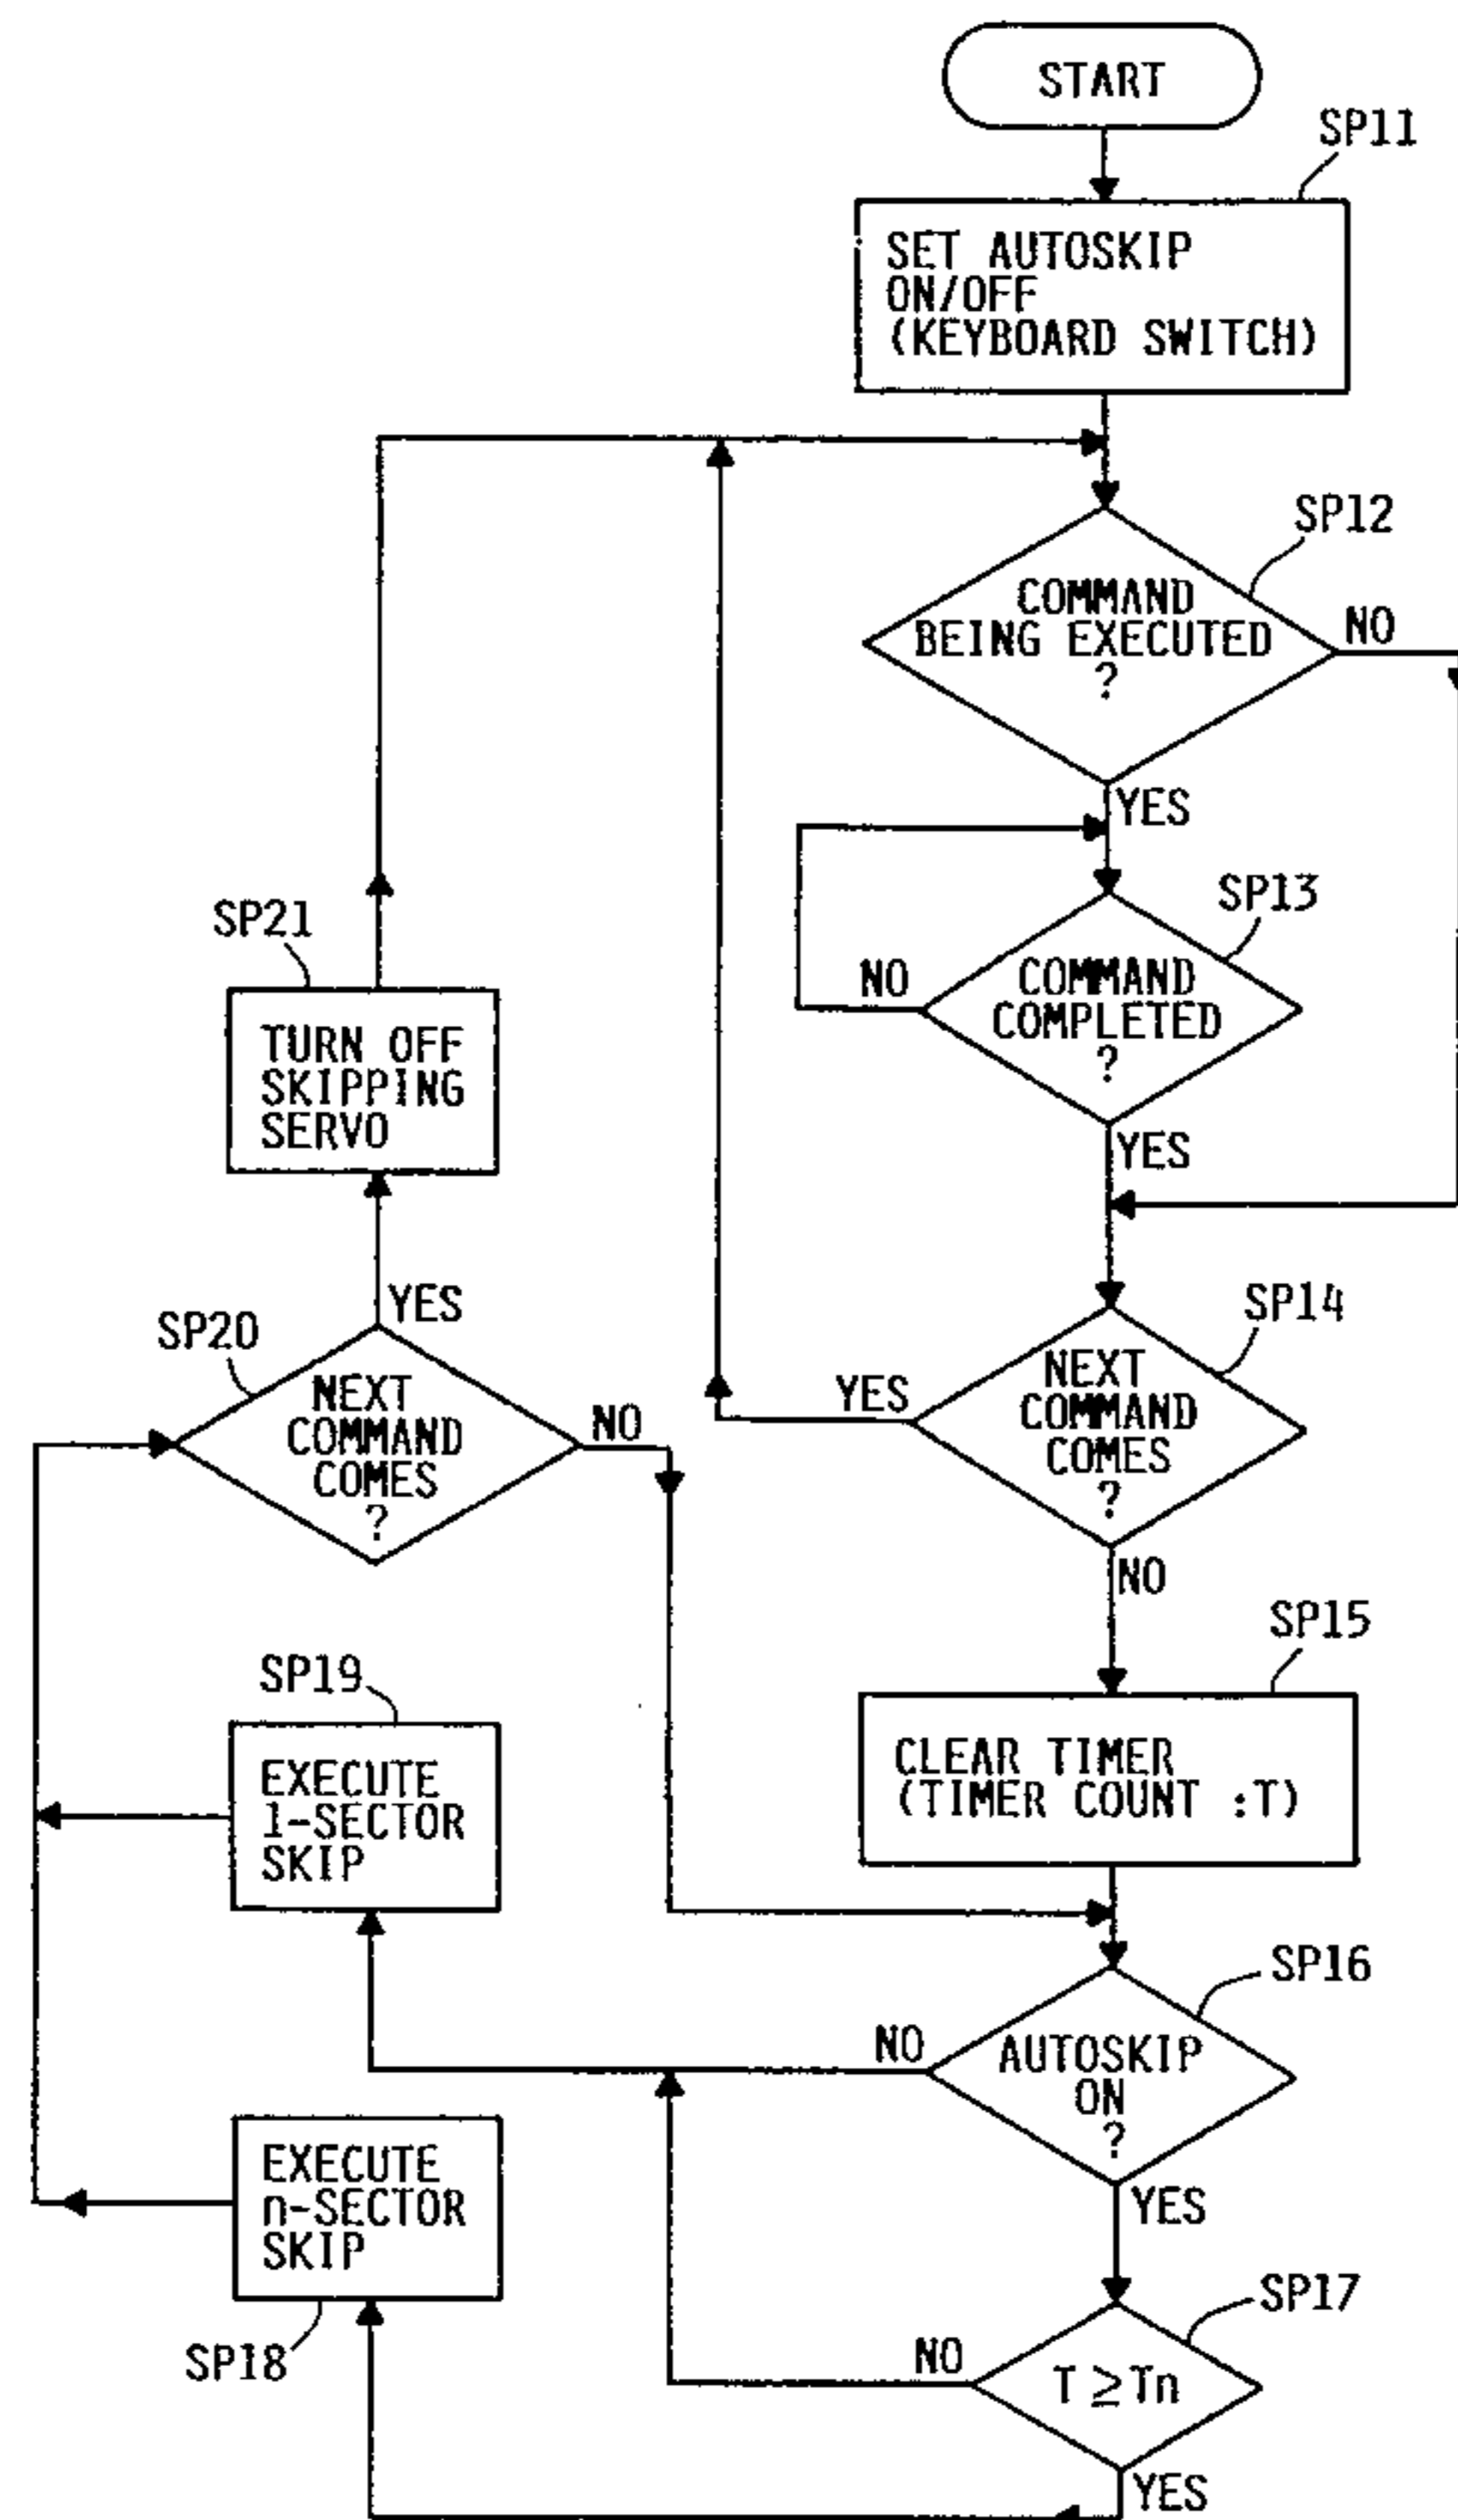 START
SP11
SET AUTOSKIP
ON/OFF
(KEYBOARD SWITCH)
SP12
COMMAND
BEING EXECUTED
?
NO
YES
SP13
NO
COMMAND
COMPLETED
?
YES
SP21
TURN OFF
SKIPPING
SERVO
YES
SP20
NEXT
COMMAND
COMES
?
NO
SP14
YES
NEXT
COMMAND
COMES
?
NO
SP15
CLEAR TIMER
(TIMER COUNT :T)
SP19
EXECUTE
1-SECTOR
SKIP
SP16
NO
AUTOSKIP
ON
?
YES
EXECUTE
n-SECTOR
SKIP
SP18
SP17
NO
T ≧ Tn
YES